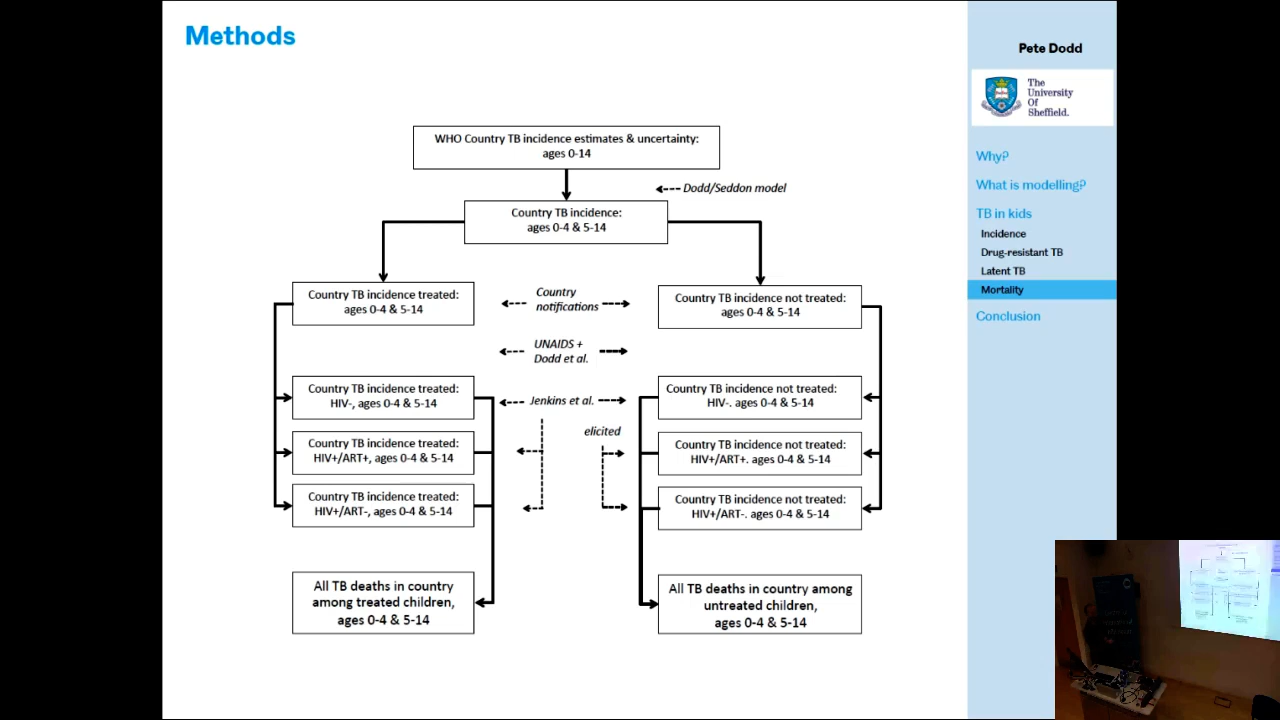 Methods
WHO Country TB incidence estimates & uncertainty:
ages 0-14
Dodd/Seddon model
Country TB incidence:
ages 0-4 & 5-14
Country TB incidence treated:
ages 0-4 & 5-14
Country
notifications
Country TB incidence not treated:
ages 0-4 & 5-14
UNAIDS +
Dodd et al.
Country TB incidence treated:
HIV-, ages 0-4 & 5-14
Jenkins et al.
Country TB incidence not treated:
HIV-. ages 0-4 & 5-14
elicited
Country TB incidence treated:
HIV+/ART+, ages 0-4 & 5-14
Country TB incidence not treated:
HIV+/ART+. ages 0-4 & 5-14
Country TB incidence treated:
HIV+/ART-, ages 0-4 & 5-14
Country TB incidence not treated:
HIV+/ART-. ages 0-4 & 5-14
All TB deaths in country
among treated children,
ages 0-4 & 5-14
All TB deaths in country among
untreated children,
ages 0-4 & 5-14
Pete Dodd
The
University
Of
Sheffield.
Why?
What is modelling?
TB in kids
Incidence
Drug-resistant TB
Latent TB
Mortality
Conclusion